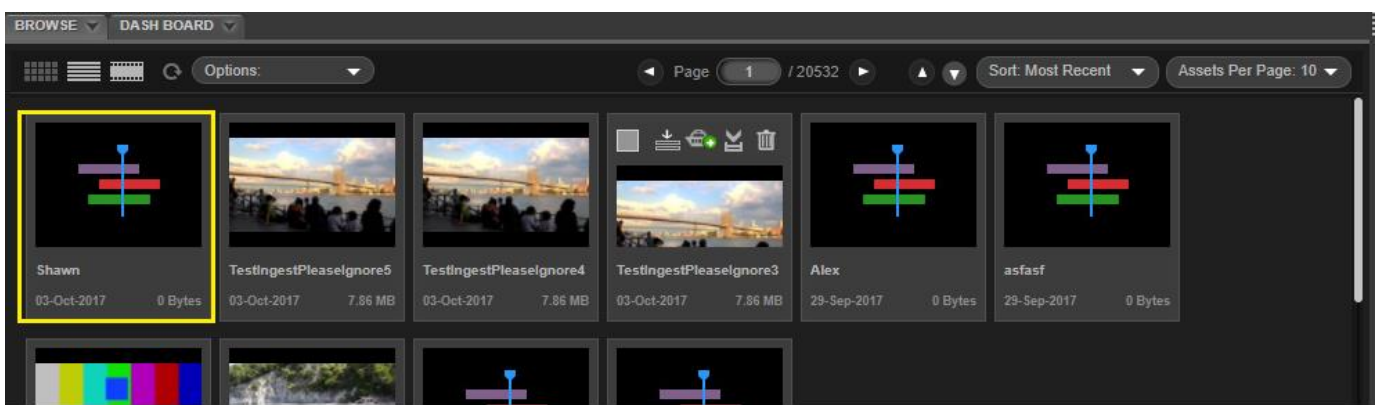 BROWSE DASH BOARD
Options: Page 1 / 20532 Sort: Most Recent Assets Per Page: 10
Shawn TestIngestPleaseIgnore5 TestIngestPleaseIgnore4 TestIngestPleaseIgnore3 Alex asfasf
03-Oct-2017 0 Bytes 03-Oct-2017 7.86 MB 03-Oct-2017 7.86 MB 03-Oct-2017 7.86 MB 29-Sep-2017 0 Bytes 29-Sep-2017 0 Bytes